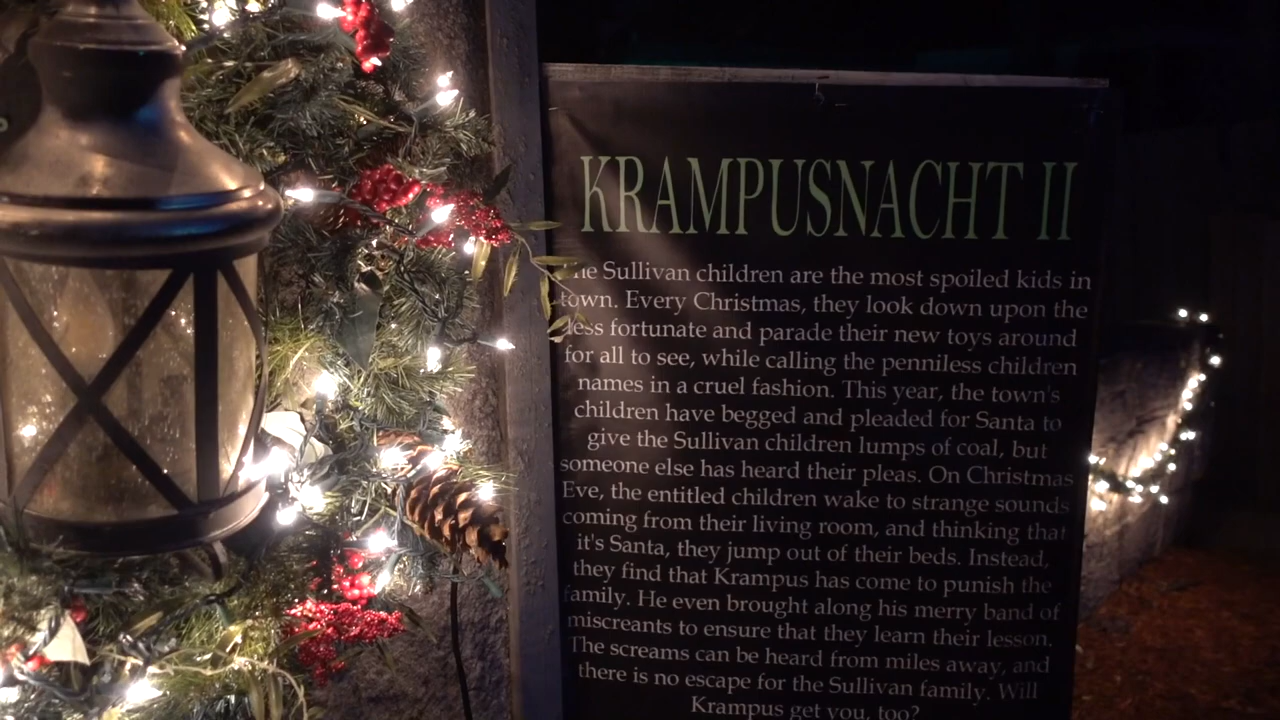 KRAMPUSNACHT II
The Sullivan children are the most spoiled kids in
town. Every Christmas, they look down upon the
less fortunate and parade their new toys around
for all to see, while calling the penniless children
names in a cruel fashion. This year, the town's
children have begged and pleaded for Santa to
give the Sullivan children lumps of coal, but
someone else has heard their pleas. On Christmas
Eve, the entitled children wake to strange sounds
coming from their living room, and thinking that
it's Santa, they jump out of their beds. Instead,
they find that Krampus has come to punish the
family. He even brought along his merry band of
miscreants to ensure that they learn their lesson.
The screams can be heard from miles away, and
there is no escape for the Sullivan family. Will
Krampus get you, too?